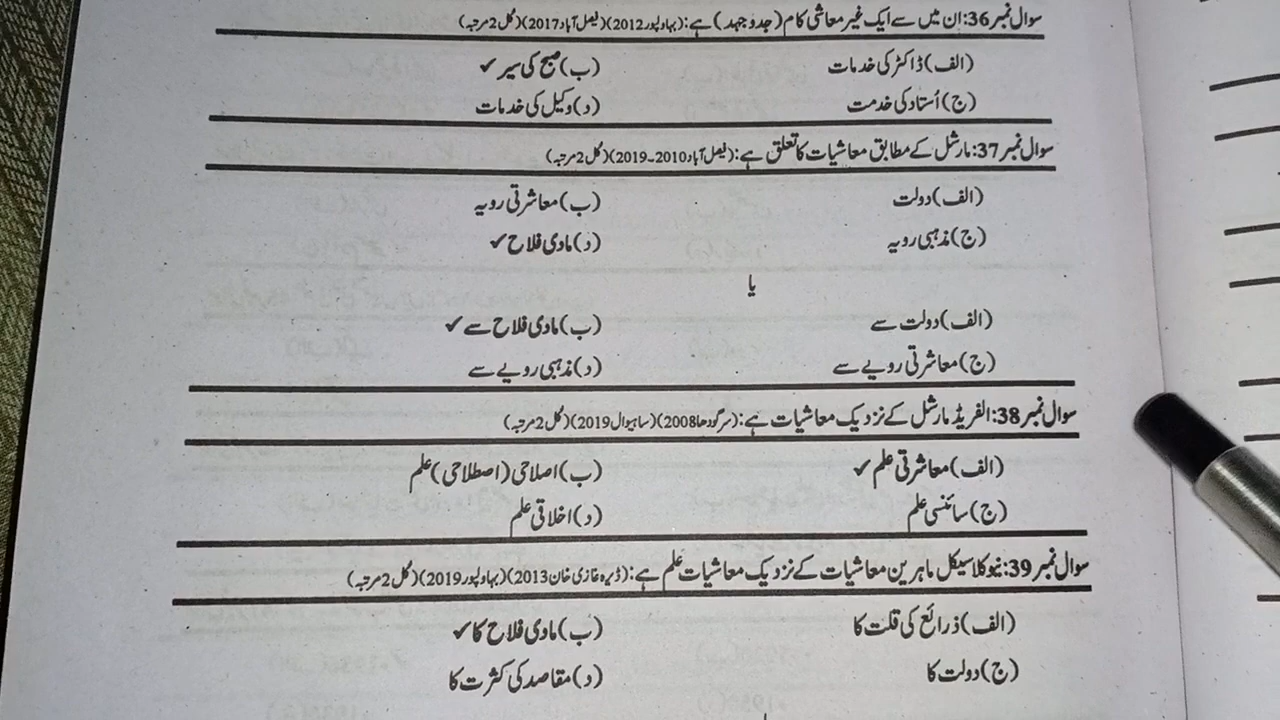 سوال نمبر 36: ان میں سے ایک غیر معاشی کام (جدوجہد) ہے: (بہاولپور 2012) (فیصل آباد 2017) (کل 2 مرتبہ)
(الف) ڈاکٹر کی خدمات (ب) صبح کی سیر ✓
(ج) اُستاد کی خدمت (د) وکیل کی خدمات
سوال نمبر 37: مارشل کے مطابق معاشیات کا تعلق ہے: (فیصل آباد 2010-2019) (کل 2 مرتبہ)
(الف) دولت (ب) معاشرتی رویہ
(ج) مذہبی رویہ (د) مادی فلاح ✓
یا
(الف) دولت سے (ب) مادی فلاح سے ✓
(ج) معاشرتی رویے سے (د) مذہبی رویے سے
سوال نمبر 38: الفریڈ مارشل کے نزدیک معاشیات ہے: (سرگودھا 2008) (ساہیوال 2019) (کل 2 مرتبہ)
(الف) معاشرتی علم ✓ (ب) اصلاحی (اصطلاحی) علم
(ج) سائنسی علم (د) اخلاقی علم
سوال نمبر 39: نیوکلاسیکل ماہرین معاشیات کے نزدیک معاشیات علم ہے: (ڈیرہ غازی خان 2013) (بہاولپور 2019) (کل 2 مرتبہ)
(الف) ذرائع کی قلت کا (ب) مادی فلاح کا ✓
(ج) دولت کا (د) مقاصد کی کثرت کا